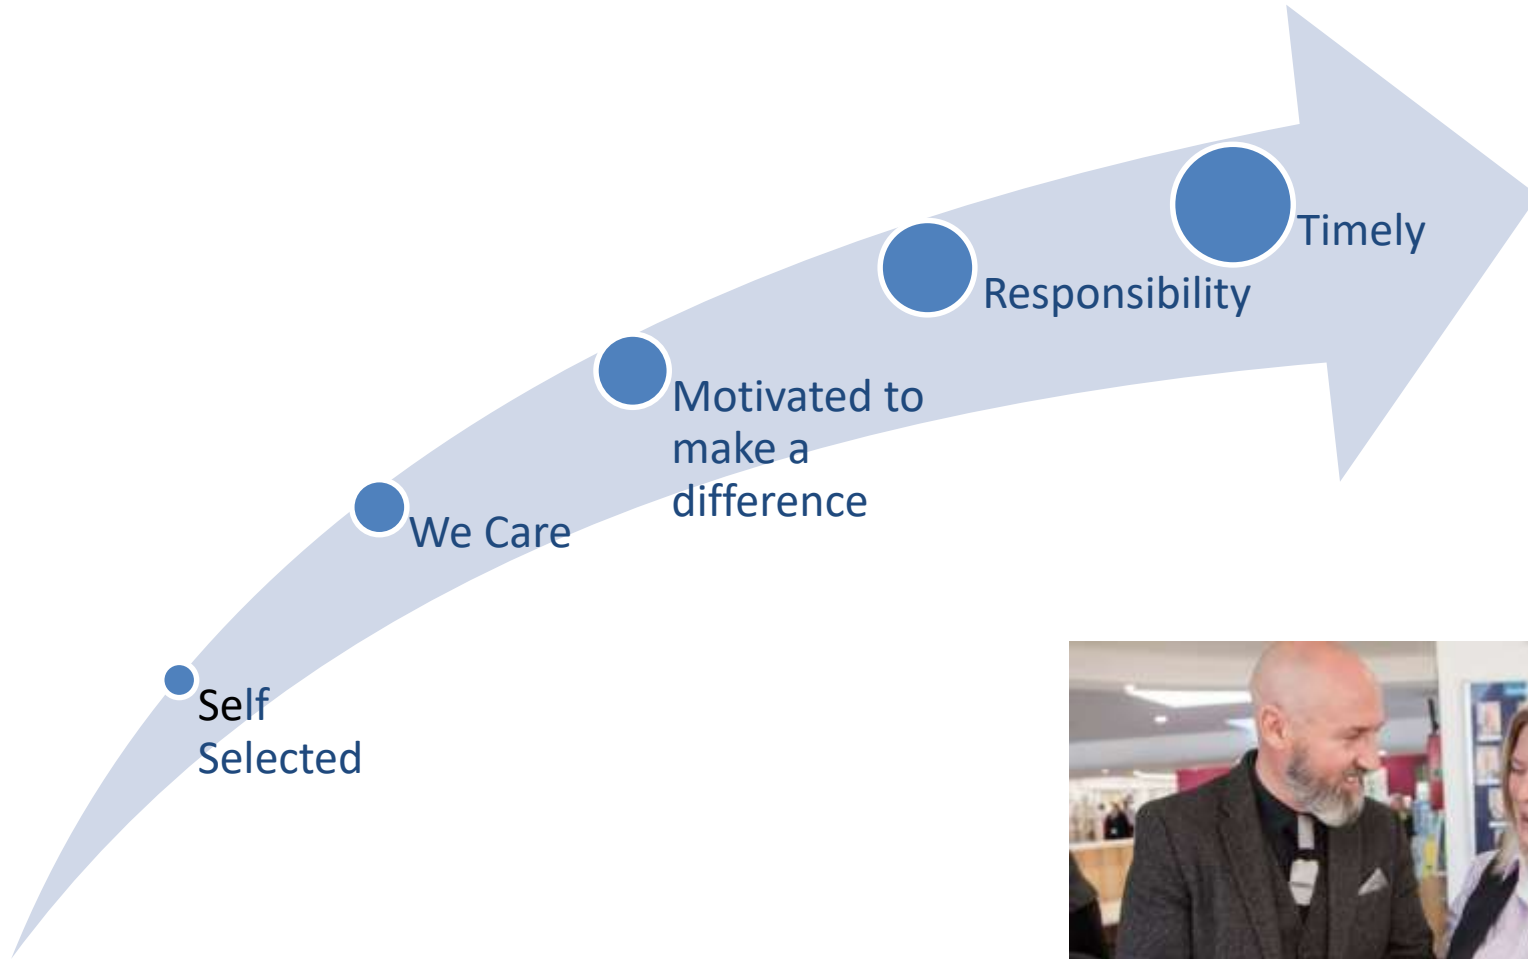 Self
Selected
We Care
Motivated to
make a
difference
Responsibility
Timely